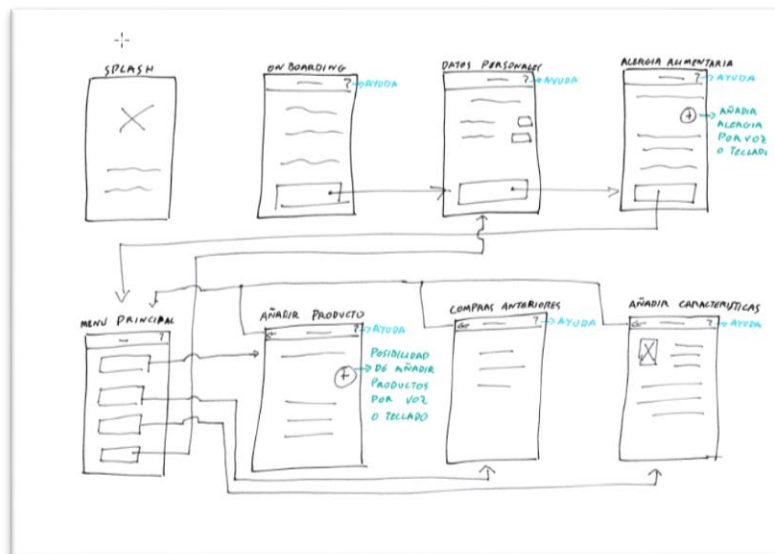 SPLASH
ONBOARDING
DATOS PERSONALES
ALERGIA ALIMENTARIA
? AYUDA
? AYUDA
? AYUDA
+ AÑADIR
ALERGIA
POR VOZ
O TECLADO
MENU PRINCIPAL
AÑADIR PRODUCTO
COMPRAS ANTERIORES
AÑADIR CARACTERISTICAS
?
? AYUDA
? AYUDA
? AYUDA
POSIBILIDAD
DE AÑADIR
+ PRODUCTOS
POR VOZ
O TECLADO